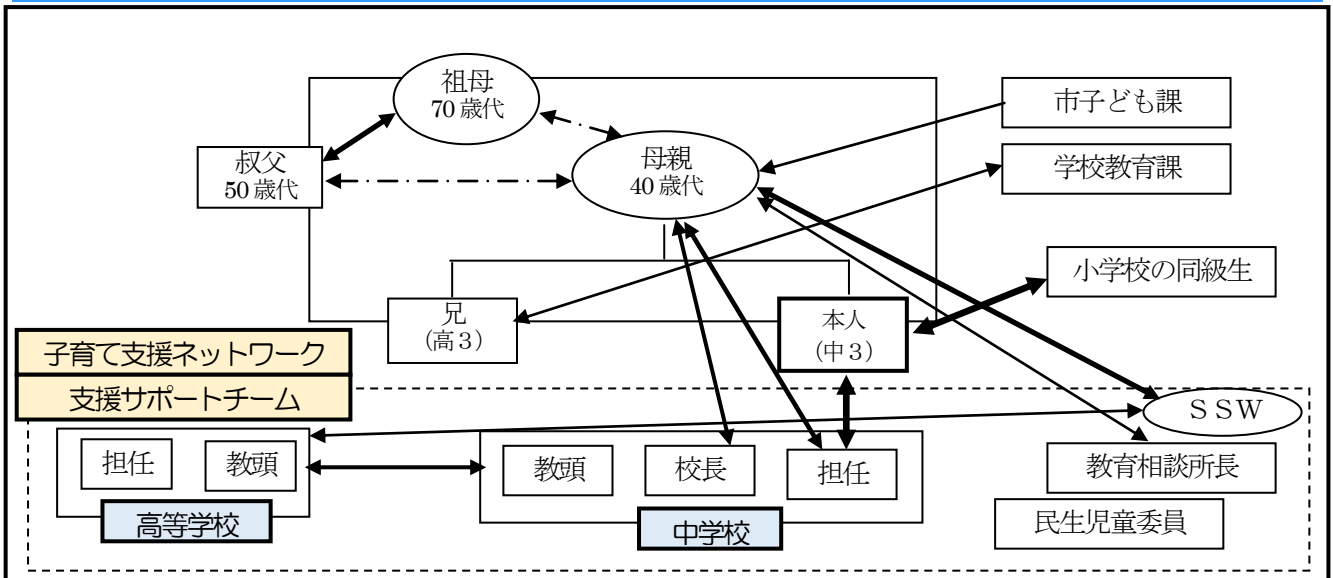 祖母
70歳代
市子ども課
叔父
50歳代
母親
40歳代
学校教育課
小学校の同級生
兄
(高3)
本人
(中3)
子育て支援ネットワーク
支援サポートチーム
SSW
担任
教頭
教頭
校長
担任
教育相談所長
高等学校
中学校
民生児童委員